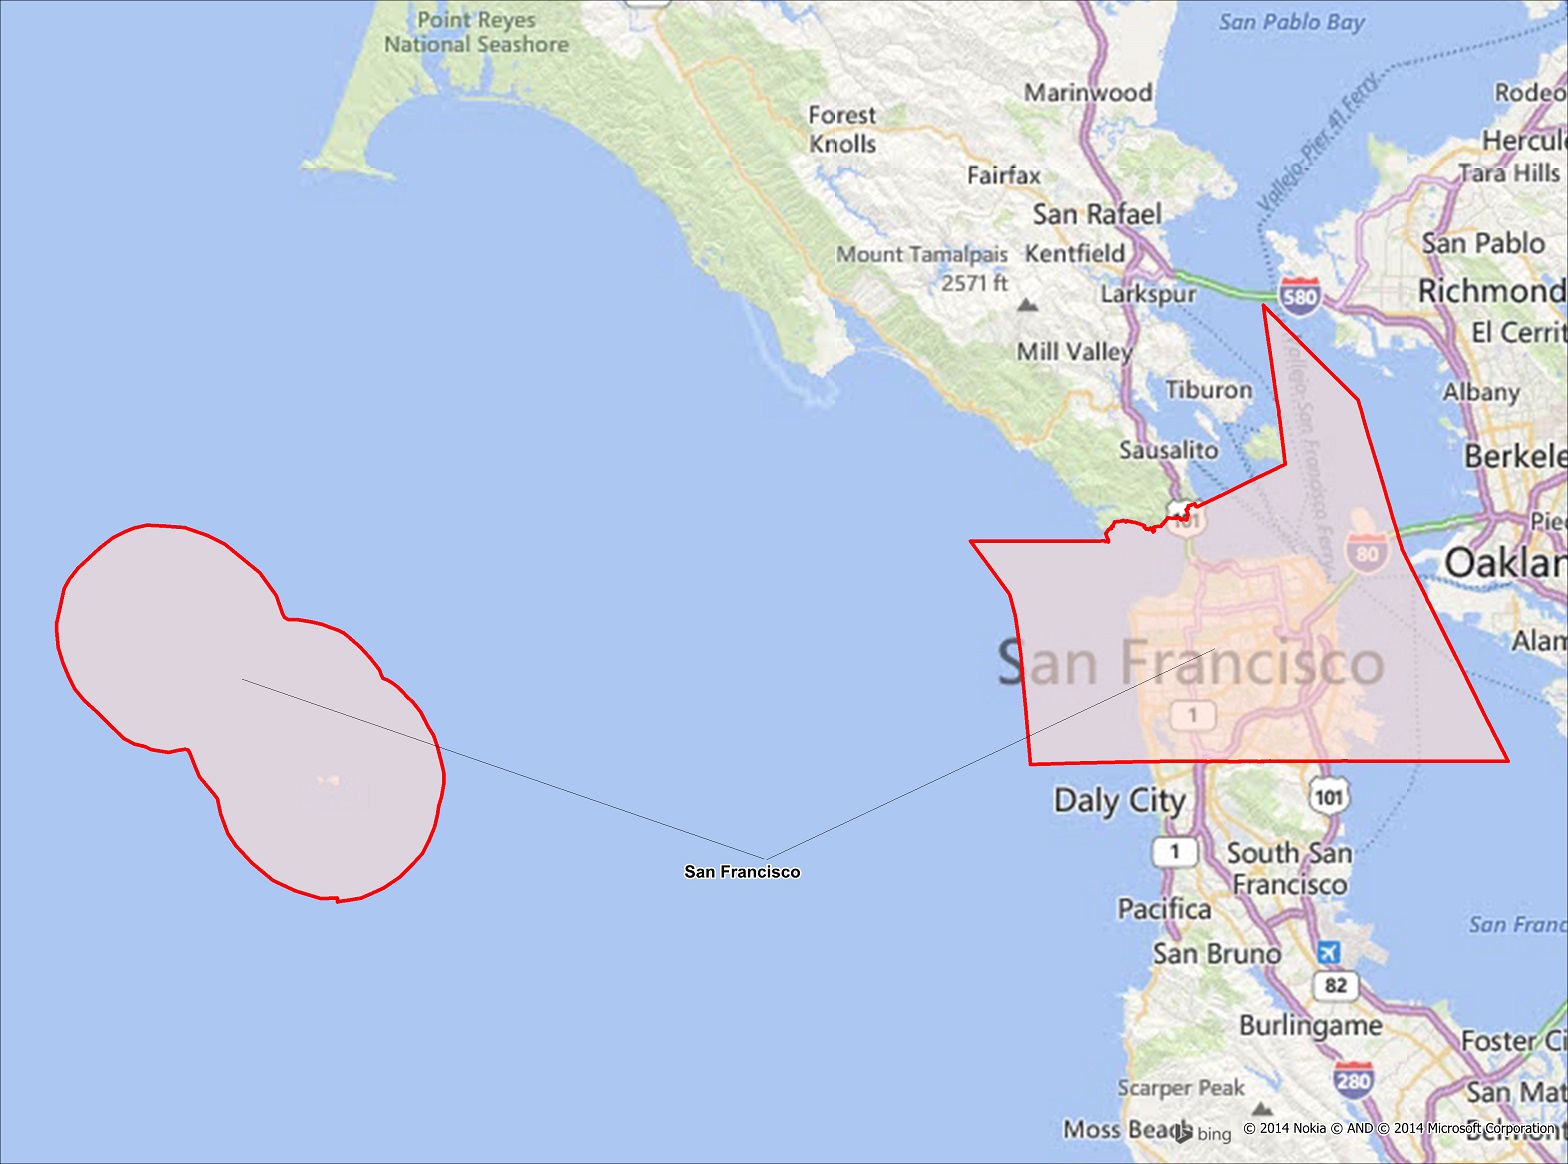 Point Reyes
National Seashore
San Pablo Bay
Marinwood
Rodeo
Forest
Knolls
Vallejo-Pier 41 Ferry
Hercul
Tara Hills
Fairfax
San Rafael
San Pablo
Mount Tamalpais
2571 ft
Kentfield
Larkspur
580
Richmond
El Cerrit
Mill Valley
Tiburon
Albany
Vallejo-San Francisco Ferry
Sausalito
Berkele
101
80
Pied
Oaklan
San Francisco
Alam
1
San Francisco
Daly City
101
1
South San
Francisco
Pacifica
San Franc
San Bruno
82
Burlingame
Foster Ci
280
Scarper Peak
San Mat
Moss Beach
bing
© 2014 Nokia © AND © 2014 Microsoft Corporation
Belmont